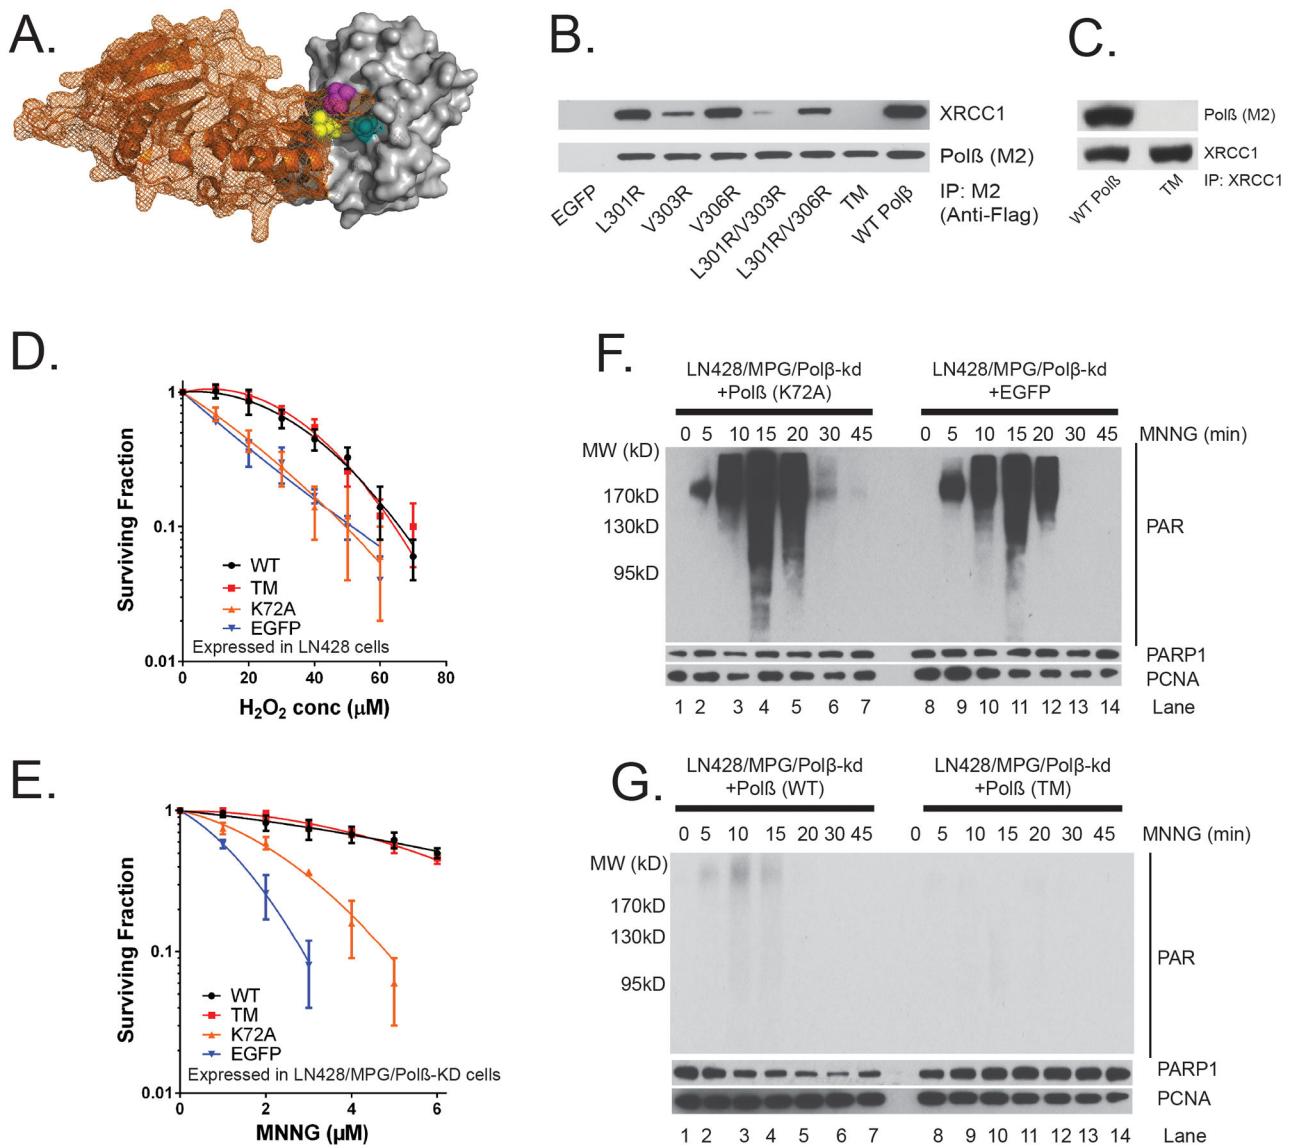 A.
B.
XRCC1
Polß (M2)
IP: M2
(Anti-Flag)
EGFP
L301R
V303R
V306R
L301R/V303R
L301R/V306R
TM
WT Polß
C.
Polß (M2)
XRCC1
IP: XRCC1
WT Polß
TM
D.
Surviving Fraction
1
0.1
0.01
WT
TM
K72A
EGFP
Expressed in LN428 cells
0 20 40 60 80
H2O2 conc (µM)
E.
Surviving Fraction
1
0.1
0.01
WT
TM
K72A
EGFP
Expressed in LN428/MPG/Polß-KD cells
0 2 4 6
MNNG (µM)
F.
LN428/MPG/Polβ-kd
+Polß (K72A)
LN428/MPG/Polβ-kd
+EGFP
0 5 10 15 20 30 45 0 5 10 15 20 30 45 MNNG (min)
MW (kD)
170kD
130kD
95kD
PAR
PARP1
PCNA
1 2 3 4 5 6 7 8 9 10 11 12 13 14 Lane
G.
LN428/MPG/Polβ-kd
+Polß (WT)
LN428/MPG/Polβ-kd
+Polß (TM)
0 5 10 15 20 30 45 0 5 10 15 20 30 45 MNNG (min)
MW (kD)
170kD
130kD
95kD
PAR
PARP1
PCNA
1 2 3 4 5 6 7 8 9 10 11 12 13 14 Lane